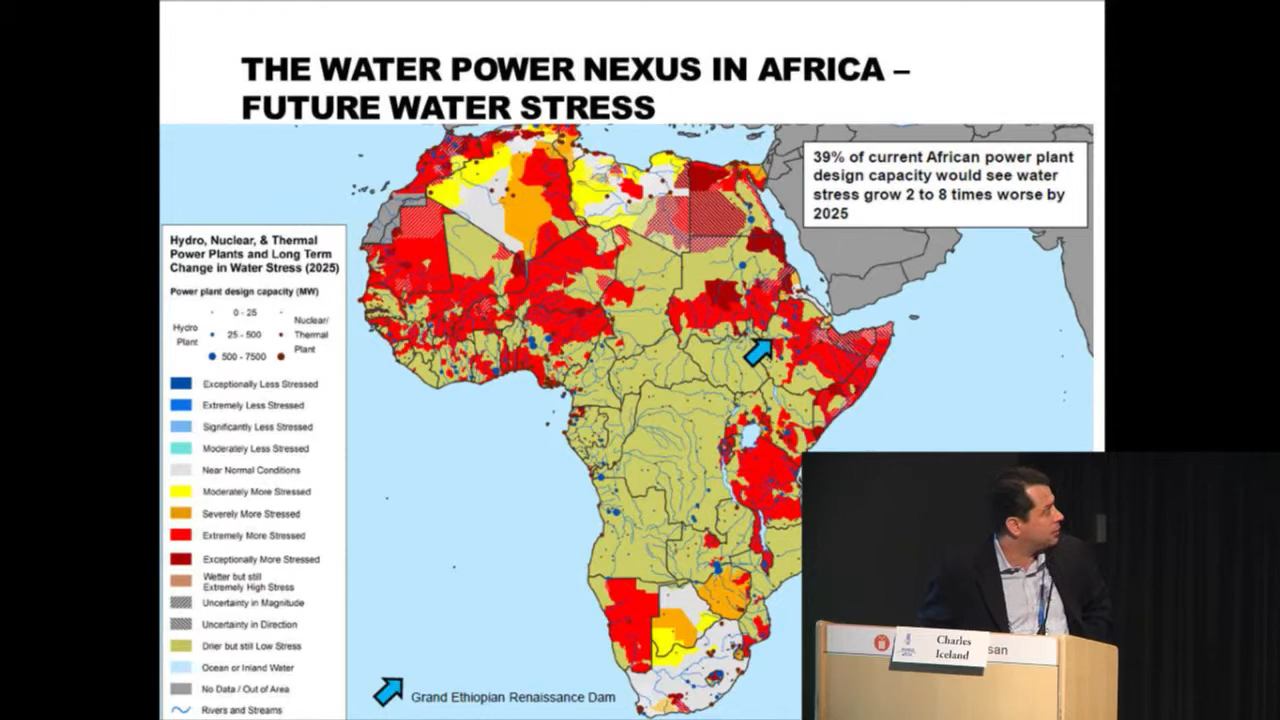 THE WATER POWER NEXUS IN AFRICA –
FUTURE WATER STRESS
39% of current African power plant
design capacity would see water
stress grow 2 to 8 times worse by
2025
Hydro, Nuclear, & Thermal
Power Plants and Long Term
Change in Water Stress (2025)
Power plant design capacity (MW)
0 - 25
Hydro
Plant
25 - 500
Nuclear/
Thermal
Plant
500 - 7500
Exceptionally Less Stressed
Extremely Less Stressed
Significantly Less Stressed
Moderately Less Stressed
Near Normal Conditions
Moderately More Stressed
Severely More Stressed
Extremely More Stressed
Exceptionally More Stressed
Wetter but still
Extremely High Stress
Uncertainty in Magnitude
Uncertainty in Direction
Drier but still Low Stress
Ocean or Inland Water
No Data / Out of Area
Rivers and Streams
Grand Ethiopian Renaissance Dam
Charles
Iceland
san